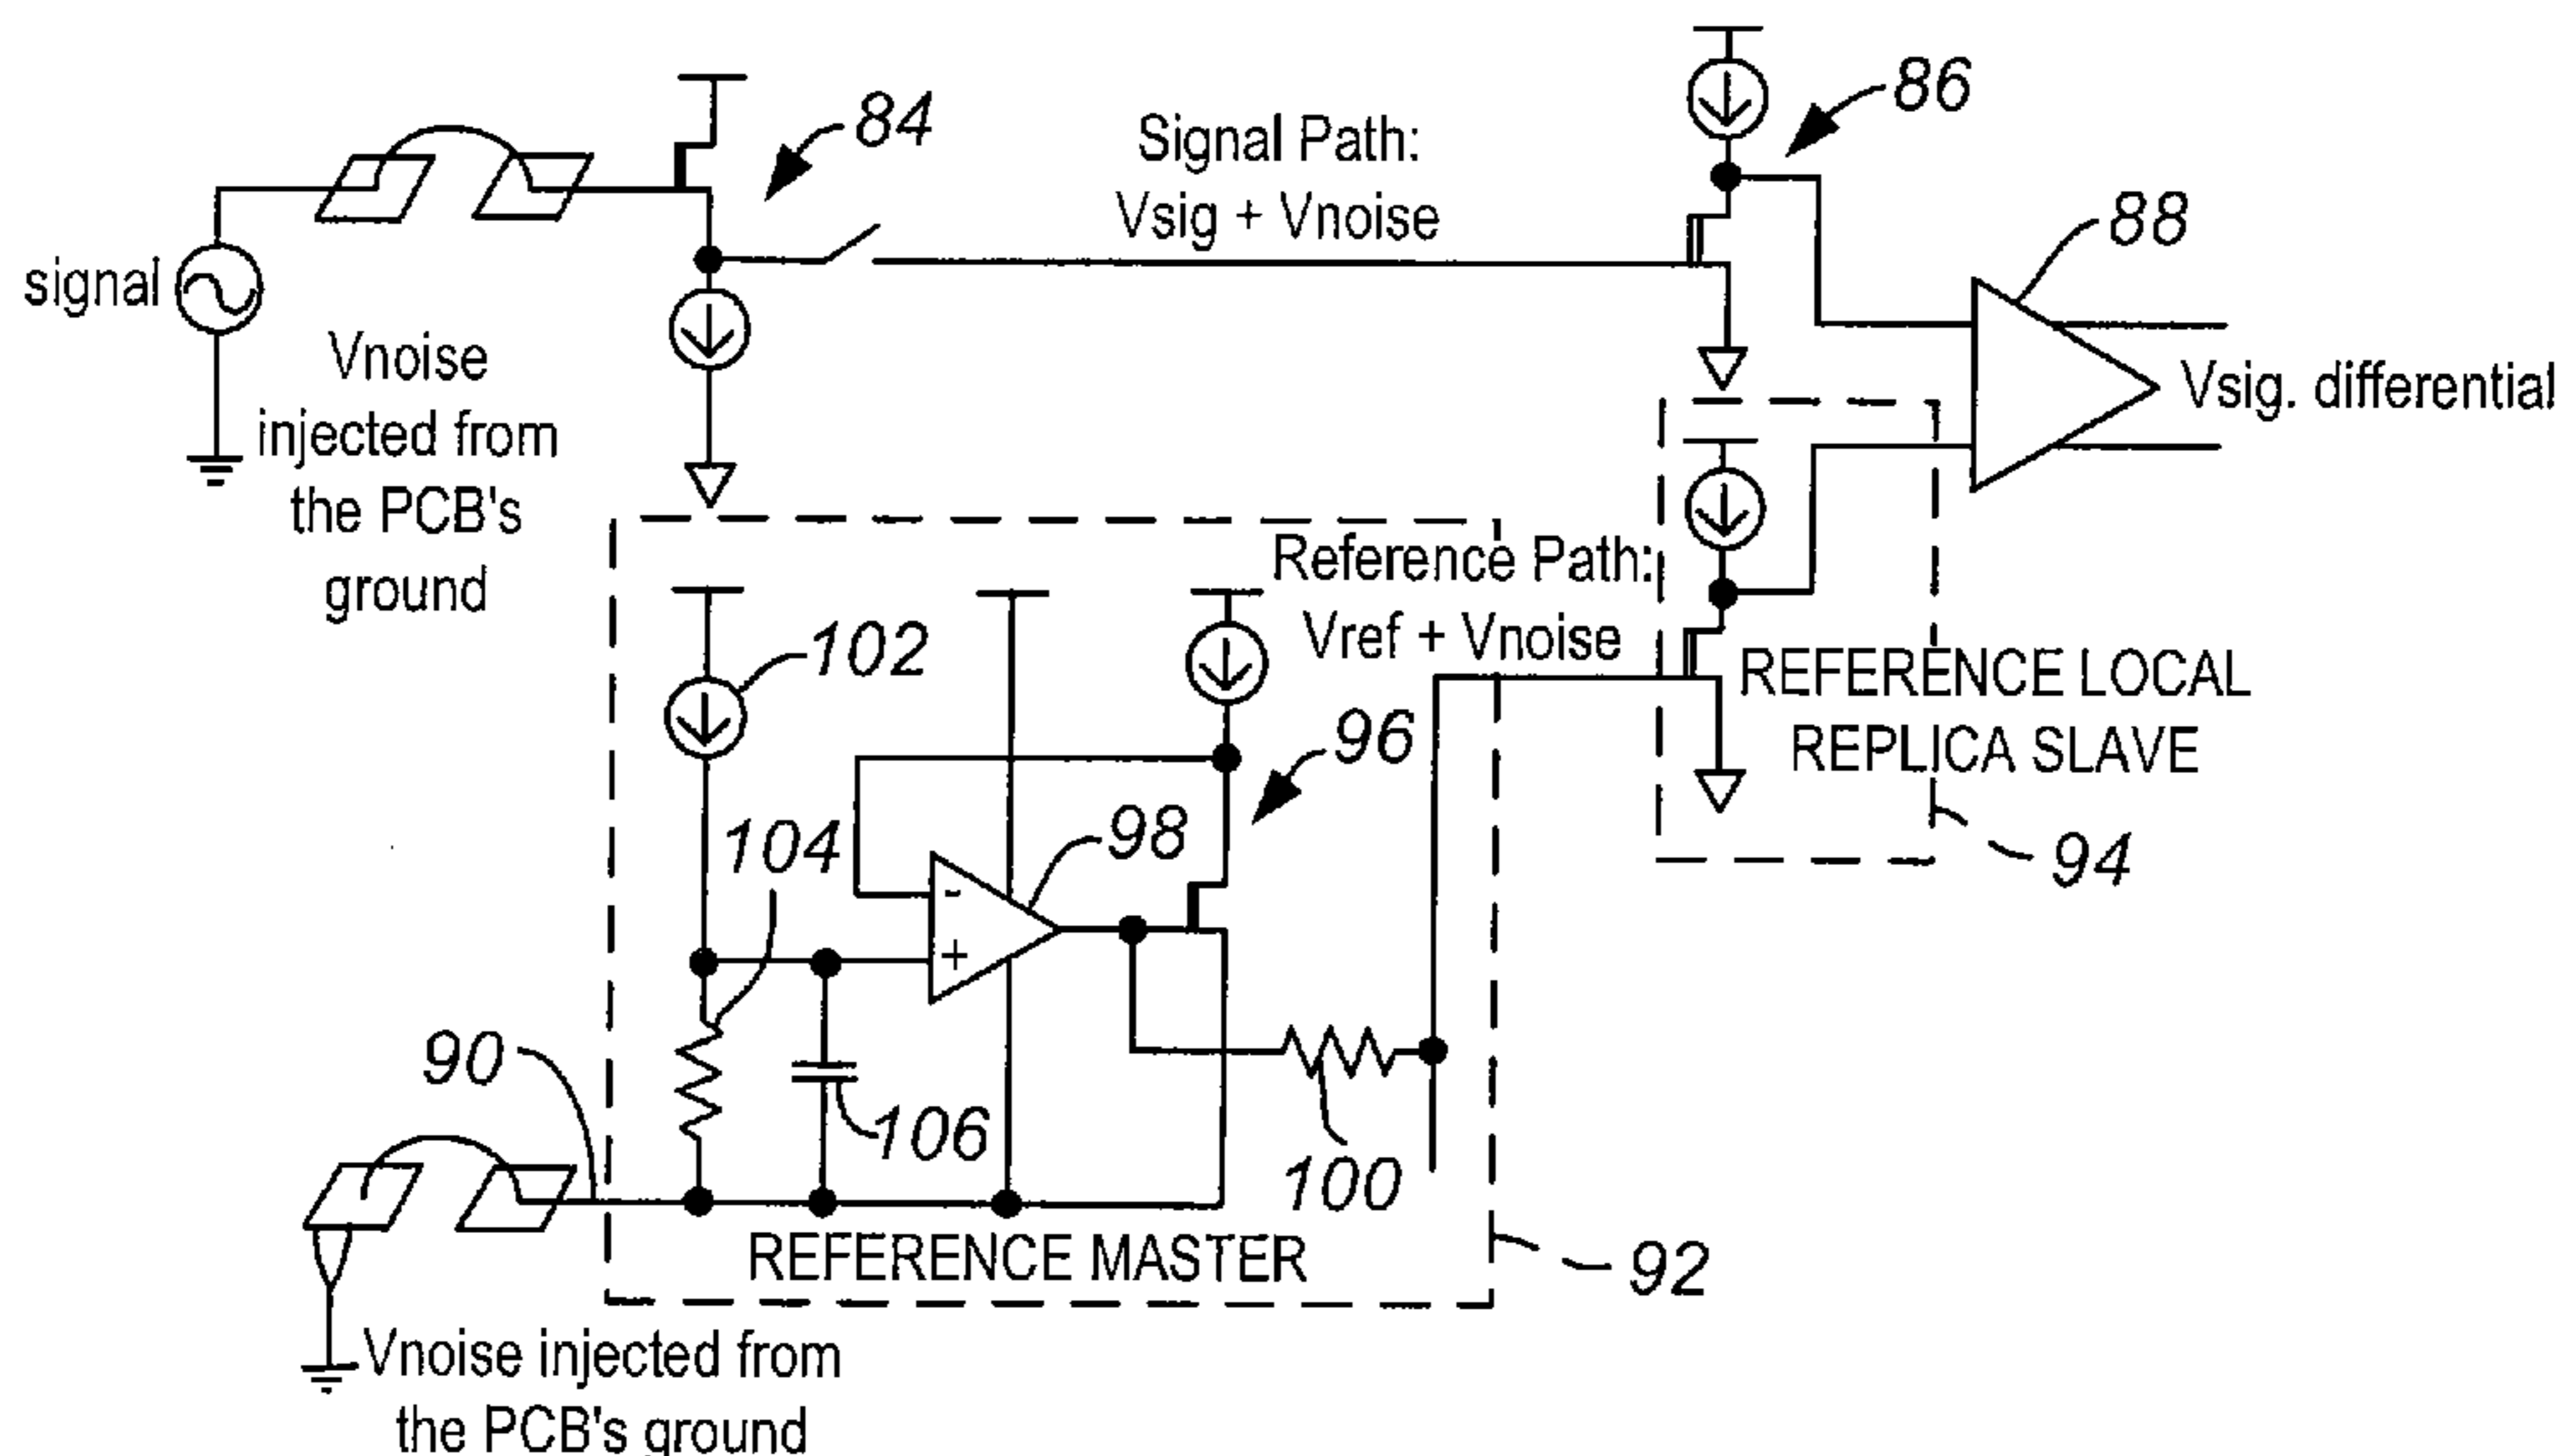 84
86
Signal Path:
Vsig + Vnoise
88
signal
Vnoise
injected from
the PCB's
ground
Vsig. differential
Reference Path:
Vref + Vnoise
102
REFERENCE LOCAL
REPLICA SLAVE
96
104
98
94
-
+
90
106
100
REFERENCE MASTER
92
Vnoise injected from
the PCB's ground